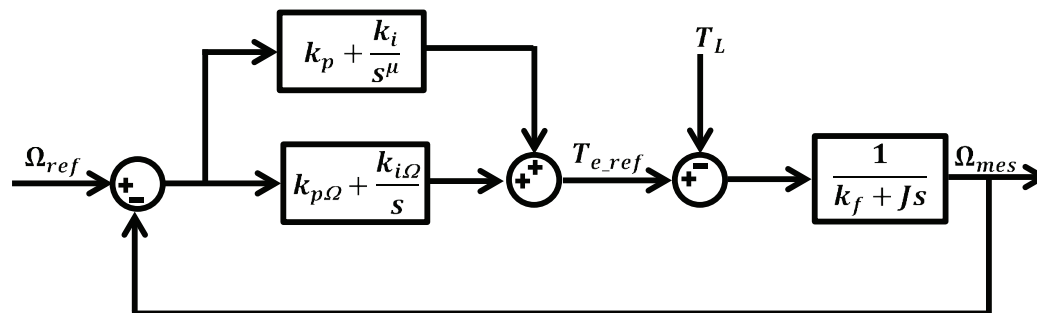 k_p + k_i / s^μ
T_L
Ω_ref
+
-
k_pΩ + k_iΩ / s
+
+
T_e_ref
+
-
1 / (k_f + Js)
Ω_mes